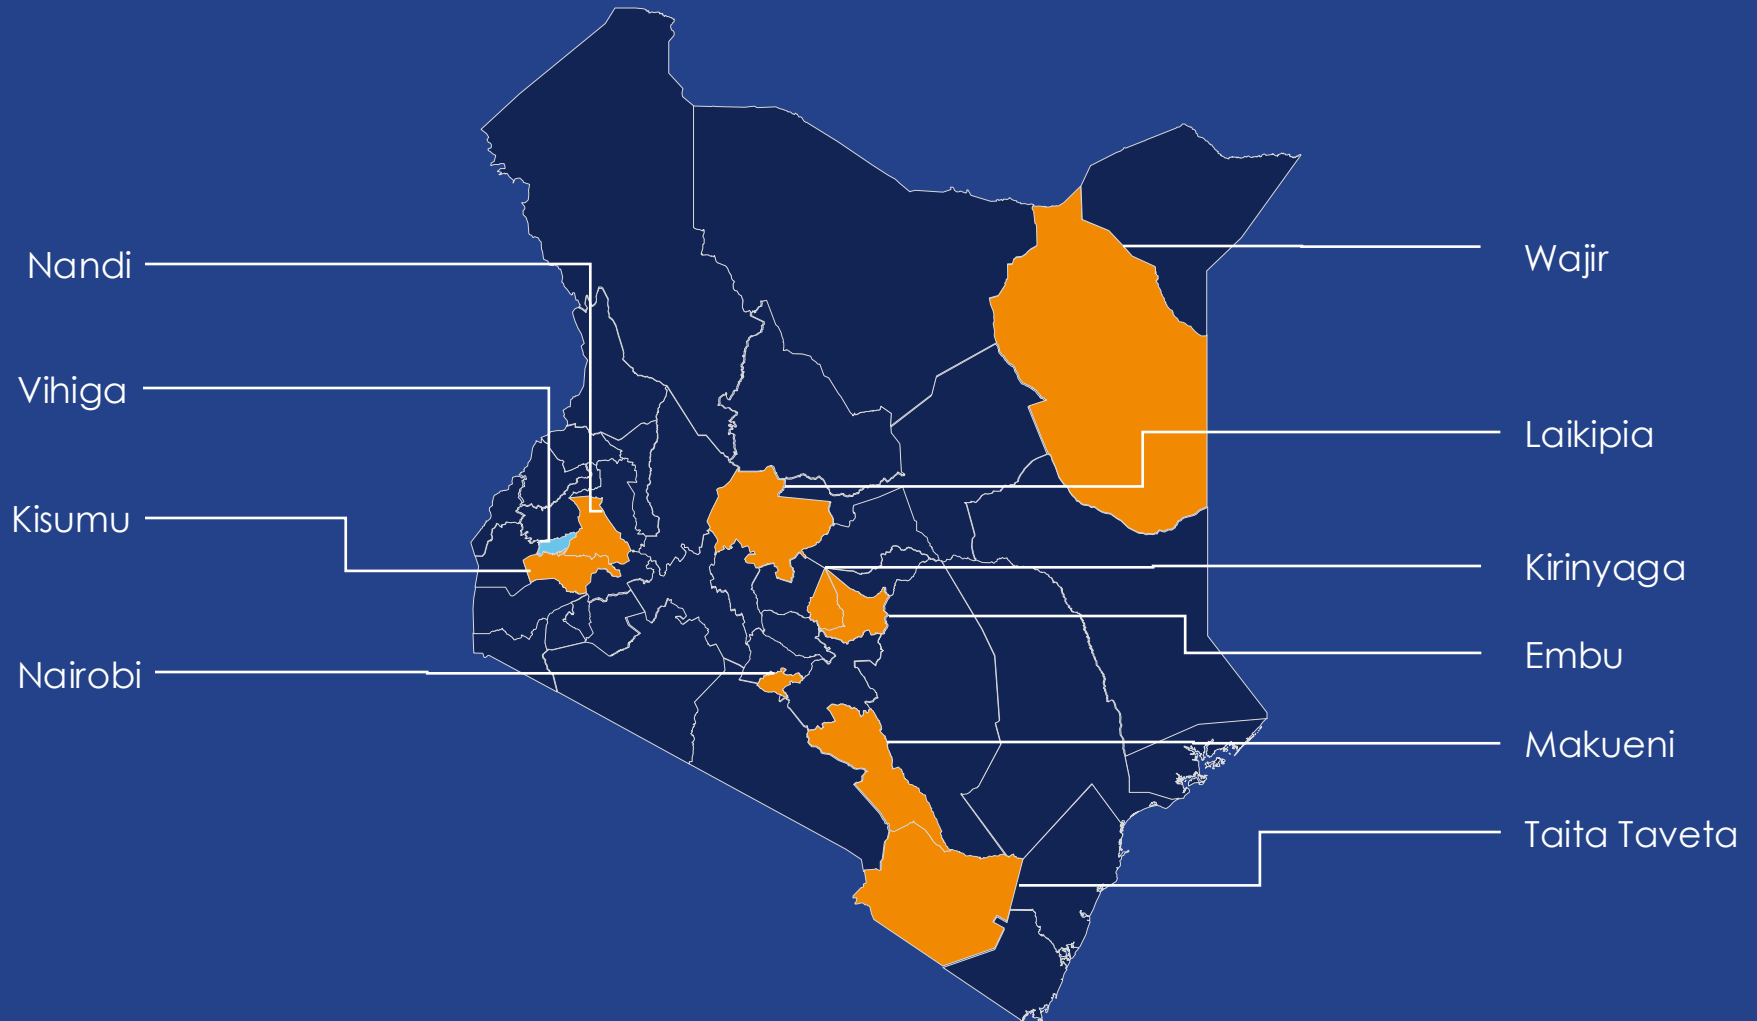 Nandi
Vihiga
Kisumu
Nairobi
Wajir
Laikipia
Kirinyaga
Embu
Makueni
Taita Taveta